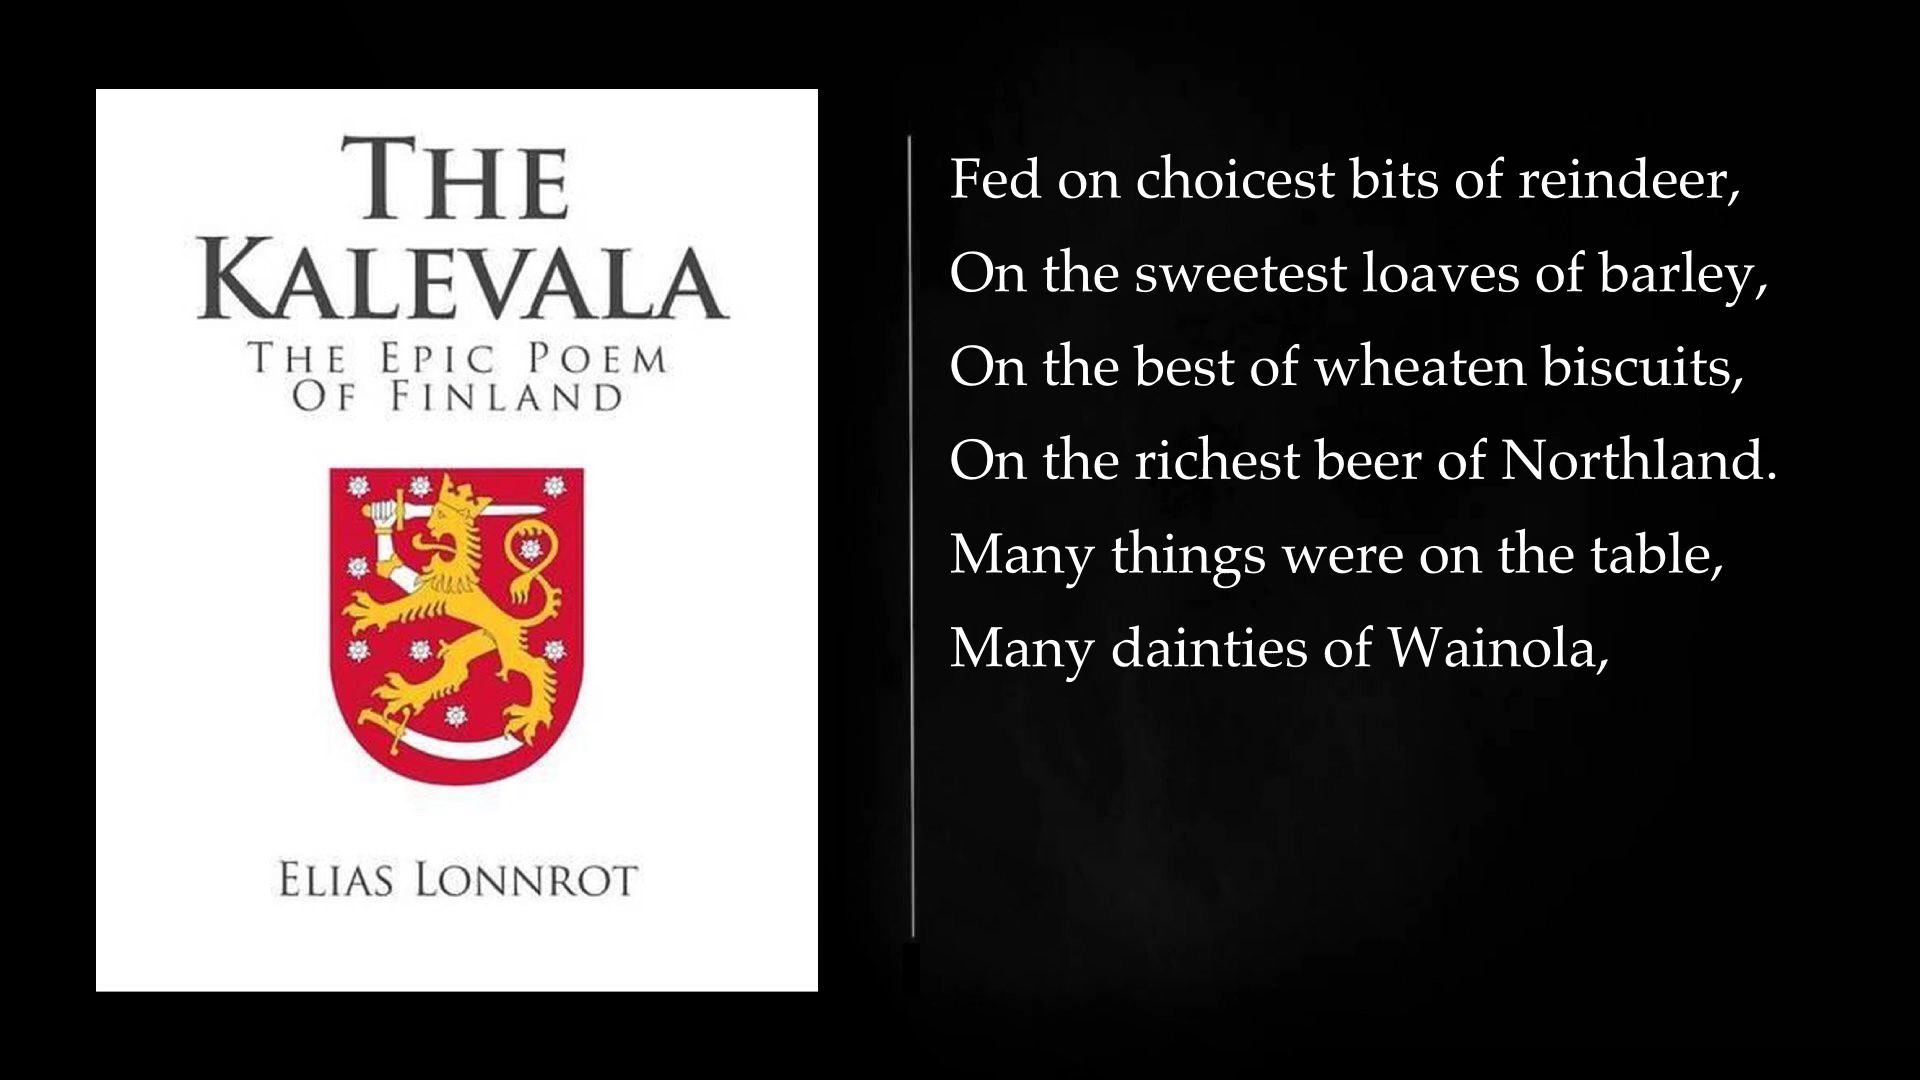 THE
KALEVALA
THE EPIC POEM
OF FINLAND
ELIAS LONNROT
Fed on choicest bits of reindeer,
On the sweetest loaves of barley,
On the best of wheaten biscuits,
On the richest beer of Northland.
Many things were on the table,
Many dainties of Wainola,